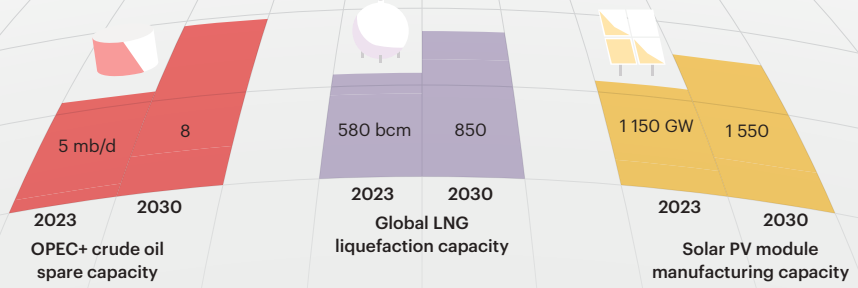 5 mb/d
8
2023
2030
OPEC+ crude oil
spare capacity
580 bcm
850
2023
2030
Global LNG
liquefaction capacity
1 150 GW
1 550
2023
2030
Solar PV module
manufacturing capacity